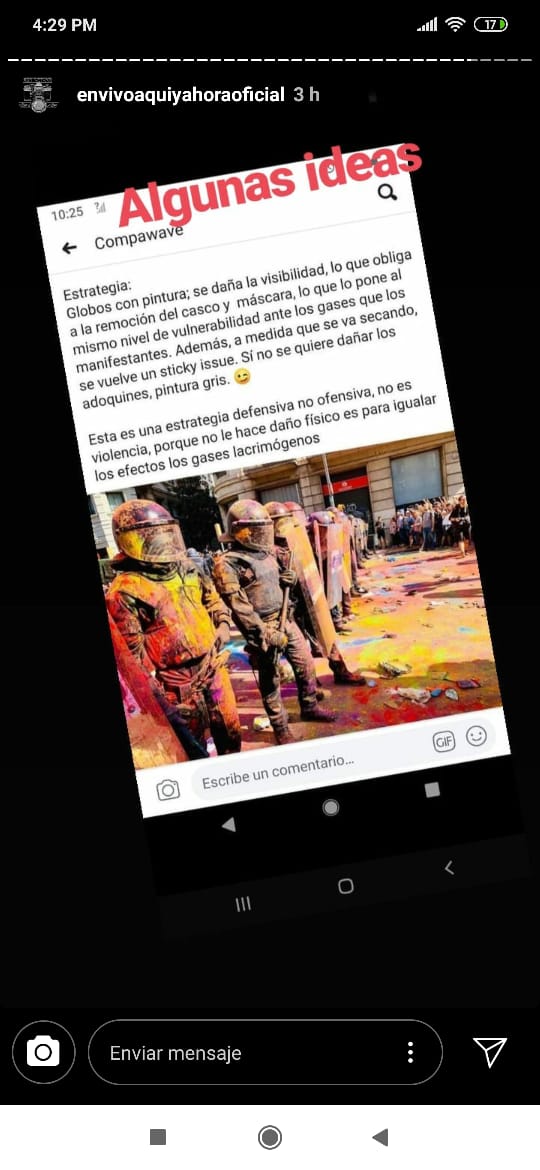 4:29 PM
17
envivoaquiyahoraoficial 3 h
Algunas ideas
10:25
Compawave
Estrategia:
Globos con pintura; se daña la visibilidad, lo que obliga
a la remoción del casco y máscara, lo que lo pone al
mismo nivel de vulnerabilidad ante los gases que los
manifestantes. Además, a medida que se va secando,
se vuelve un sticky issue. Sí no se quiere dañar los
adoquines, pintura gris. 😉
Esta es una estrategia defensiva no ofensiva, no es
violencia, porque no le hace daño físico es para igualar
los efectos los gases lacrimógenos
Escribe un comentario...
GIF
Enviar mensaje